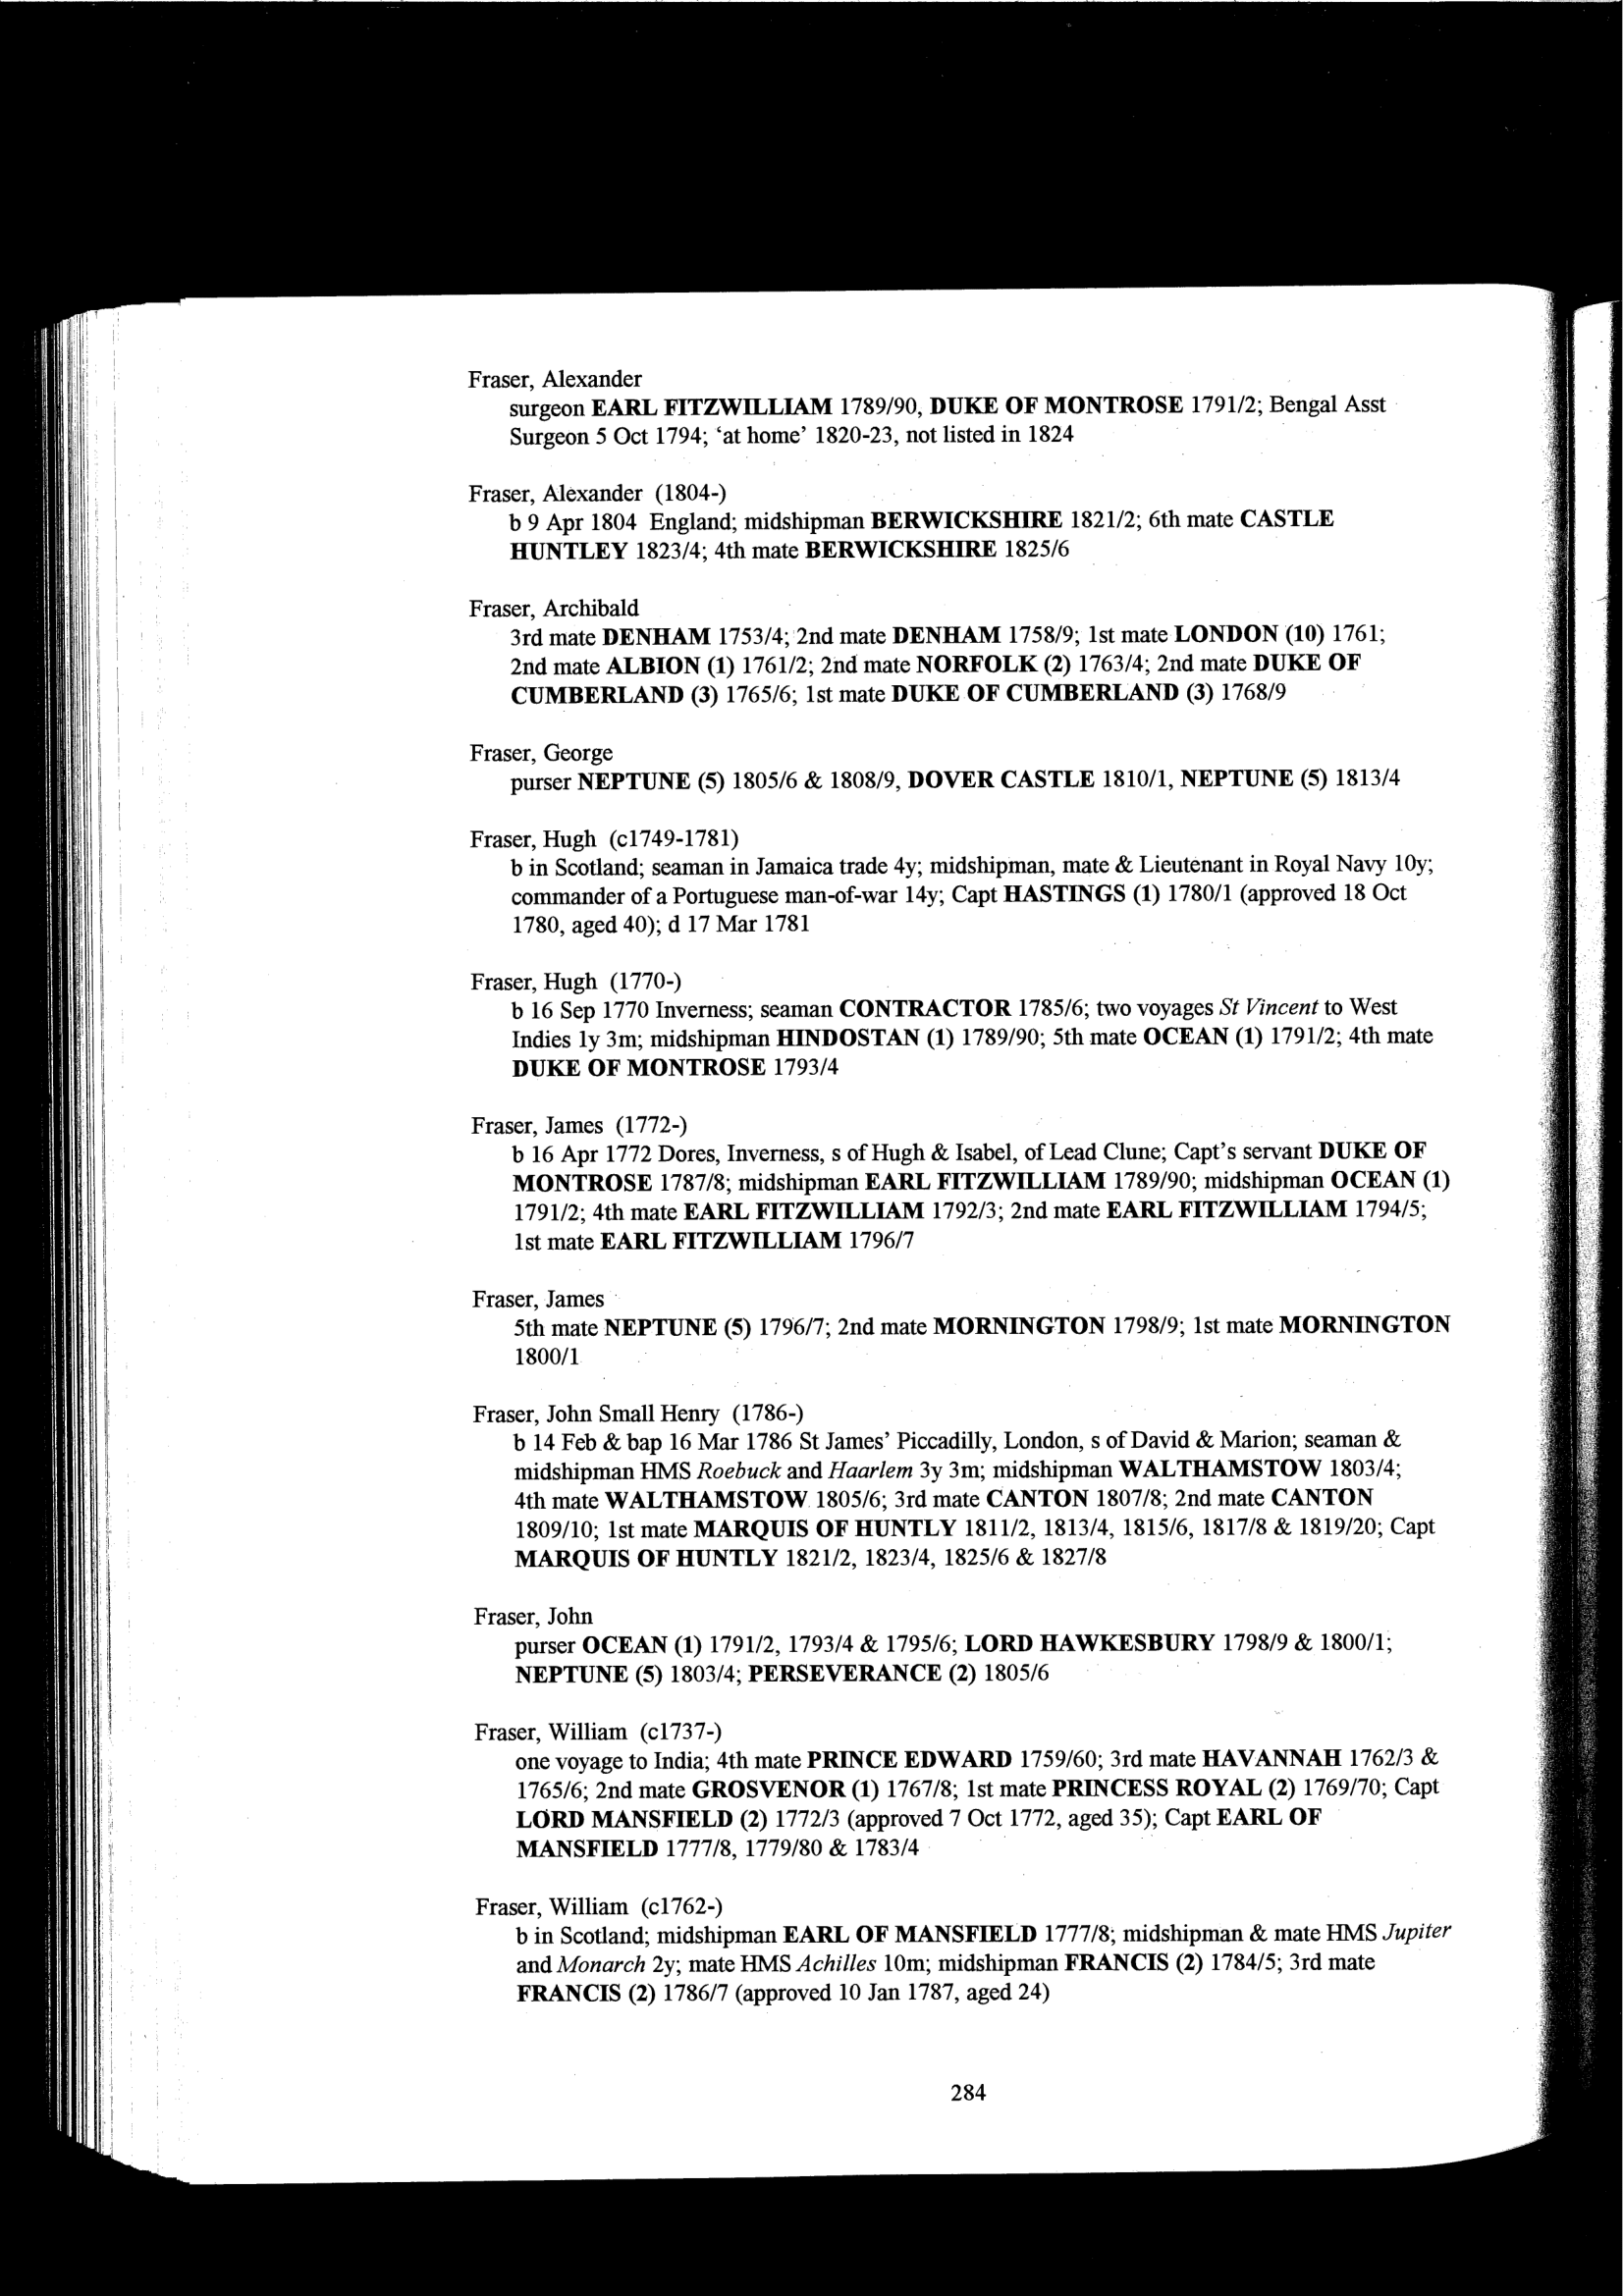 Fraser, Alexander
surgeon EARL FITZWILLIAM 1789/90, DUKE OF MONTROSE 1791/2; Bengal Asst
Surgeon 5 Oct 1794; ‘at home’ 1820-23, not listed in 1824
Fraser, Alexander (1804-)
b 9 Apr 1804 England; midshipman BERWICKSHIRE 1821/2; 6th mate CASTLE
HUNTLEY 1823/4; 4th mate BERWICKSHIRE 1825/6
Fraser, Archibald
3rd mate DENHAM 1753/4; 2nd mate DENHAM 1758/9; 1st mate LONDON (10) 1761;
2nd mate ALBION (1) 1761/2; 2nd mate NORFOLK (2) 1763/4; 2nd mate DUKE OF
CUMBERLAND (3) 1765/6; 1st mate DUKE OF CUMBERLAND (3) 1768/9
Fraser, George
purser NEPTUNE (5) 1805/6 & 1808/9, DOVER CASTLE 1810/1, NEPTUNE (5) 1813/4
Fraser, Hugh (c1749-1781)
b in Scotland; seaman in Jamaica trade 4y; midshipman, mate & Lieutenant in Royal Navy 10y;
commander of a Portuguese man-of-war 14y; Capt HASTINGS (1) 1780/1 (approved 18 Oct
1780, aged 40); d 17 Mar 1781
Fraser, Hugh (1770-)
b 16 Sep 1770 Inverness; seaman CONTRACTOR 1785/6; two voyages St Vincent to West
Indies 1y 3m; midshipman HINDOSTAN (1) 1789/90; 5th mate OCEAN (1) 1791/2; 4th mate
DUKE OF MONTROSE 1793/4
Fraser, James (1772-)
b 16 Apr 1772 Dores, Inverness, s of Hugh & Isabel, of Lead Clune; Capt’s servant DUKE OF
MONTROSE 1787/8; midshipman EARL FITZWILLIAM 1789/90; midshipman OCEAN (1)
1791/2; 4th mate EARL FITZWILLIAM 1792/3; 2nd mate EARL FITZWILLIAM 1794/5;
1st mate EARL FITZWILLIAM 1796/7
Fraser, James
5th mate NEPTUNE (5) 1796/7; 2nd mate MORNINGTON 1798/9; 1st mate MORNINGTON
1800/1
Fraser, John Small Henry (1786-)
b 14 Feb & bap 16 Mar 1786 St James’ Piccadilly, London, s of David & Marion; seaman &
midshipman HMS Roebuck and Haarlem 3y 3m; midshipman WALTHAMSTOW 1803/4;
4th mate WALTHAMSTOW 1805/6; 3rd mate CANTON 1807/8; 2nd mate CANTON
1809/10; 1st mate MARQUIS OF HUNTLY 1811/2, 1813/4, 1815/6, 1817/8 & 1819/20; Capt
MARQUIS OF HUNTLY 1821/2, 1823/4, 1825/6 & 1827/8
Fraser, John
purser OCEAN (1) 1791/2, 1793/4 & 1795/6; LORD HAWKESBURY 1798/9 & 1800/1;
NEPTUNE (5) 1803/4; PERSEVERANCE (2) 1805/6
Fraser, William (c1737-)
one voyage to India; 4th mate PRINCE EDWARD 1759/60; 3rd mate HAVANNAH 1762/3 &
1765/6; 2nd mate GROSVENOR (1) 1767/8; 1st mate PRINCESS ROYAL (2) 1769/70; Capt
LORD MANSFIELD (2) 1772/3 (approved 7 Oct 1772, aged 35); Capt EARL OF
MANSFIELD 1777/8, 1779/80 & 1783/4
Fraser, William (c1762-)
b in Scotland; midshipman EARL OF MANSFIELD 1777/8; midshipman & mate HMS Jupiter
and Monarch 2y; mate HMS Achilles 10m; midshipman FRANCIS (2) 1784/5; 3rd mate
FRANCIS (2) 1786/7 (approved 10 Jan 1787, aged 24)
284